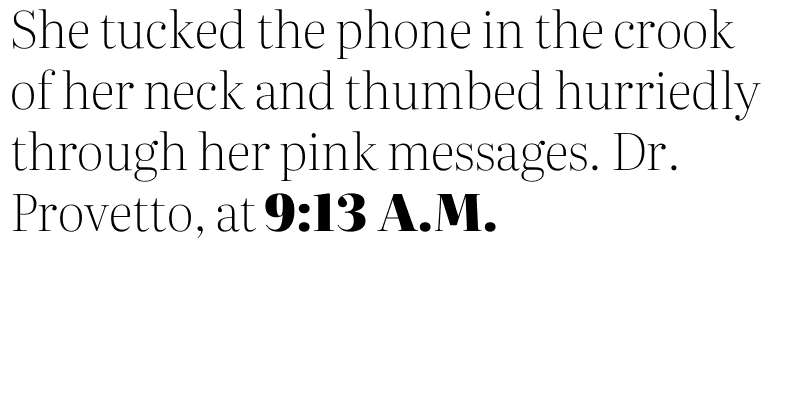 She tucked the phone in the crook
of her neck and thumbed hurriedly
through her pink messages. Dr.
Provetto, at 9:13 A.M.